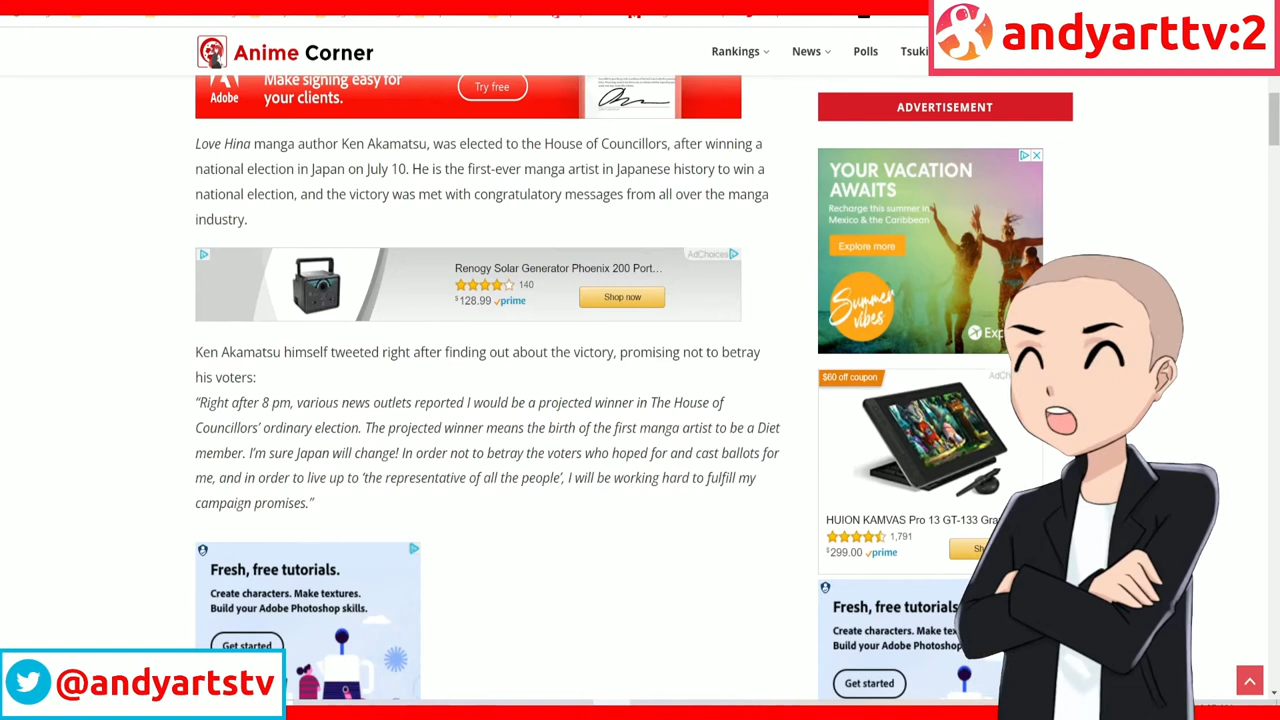 andyarttv:2
Anime Corner
Rankings
News
Polls
Tsuki
Adobe
Make signing easy for
your clients.
Try free
Love Hina manga author Ken Akamatsu, was elected to the House of Councillors, after winning a
national election in Japan on July 10. He is the first-ever manga artist in Japanese history to win a
national election, and the victory was met with congratulatory messages from all over the manga
industry.
AdChoices
Renogy Solar Generator Phoenix 200 Port...
140
$128.99 prime
Shop now
Ken Akamatsu himself tweeted right after finding out about the victory, promising not to betray
his voters:
“Right after 8 pm, various news outlets reported I would be a projected winner in The House of
Councillors’ ordinary election. The projected winner means the birth of the first manga artist to be a Diet
member. I’m sure Japan will change! In order not to betray the voters who hoped for and cast ballots for
me, and in order to live up to ‘the representative of all the people’, I will be working hard to fulfill my
campaign promises.”
Fresh, free tutorials.
Create characters. Make textures.
Build your Adobe Photoshop skills.
Get started
ADVERTISEMENT
YOUR VACATION
AWAITS
Recharge this summer in
Mexico & the Caribbean
Explore more
Summer
vibes
Exp
$60 off coupon
AdCh
HUION KAMVAS Pro 13 GT-133 Gra
1,791
$299.00 prime
Sh
Fresh, free tutorials
Create characters. Make tex
Build your Adobe Photoshop
Get started
@andyartstv